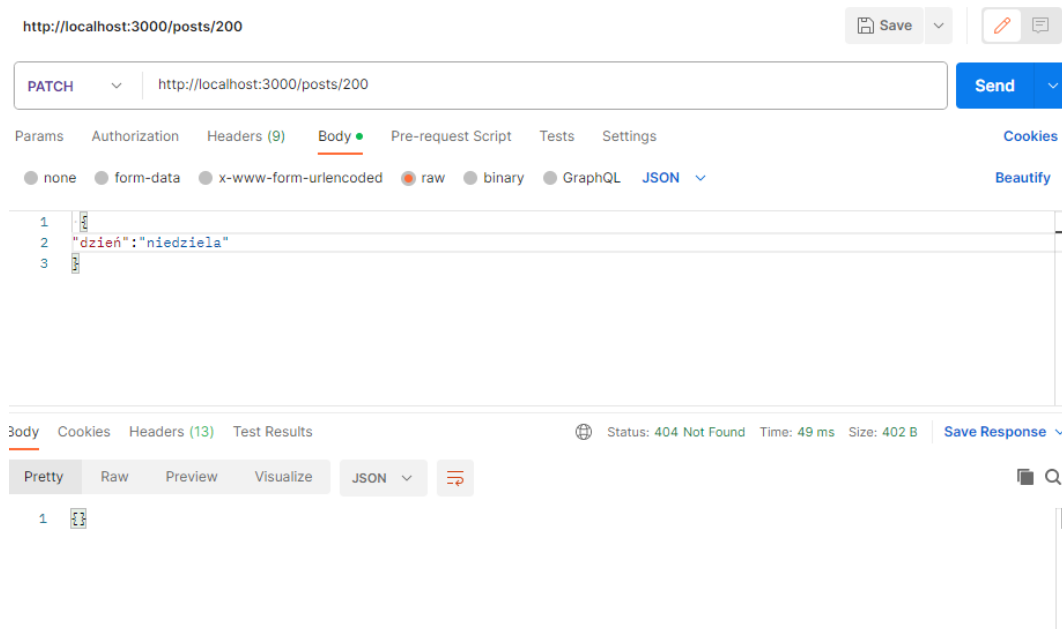 http://localhost:3000/posts/200 Save
PATCH http://localhost:3000/posts/200 Send
Params Authorization Headers (9) Body Pre-request Script Tests Settings Cookies
none form-data x-www-form-urlencoded raw binary GraphQL JSON Beautify
1 {
2 "dzień":"niedziela"
3 }
Body Cookies Headers (13) Test Results Status: 404 Not Found Time: 49 ms Size: 402 B Save Response
Pretty Raw Preview Visualize JSON
1 {}